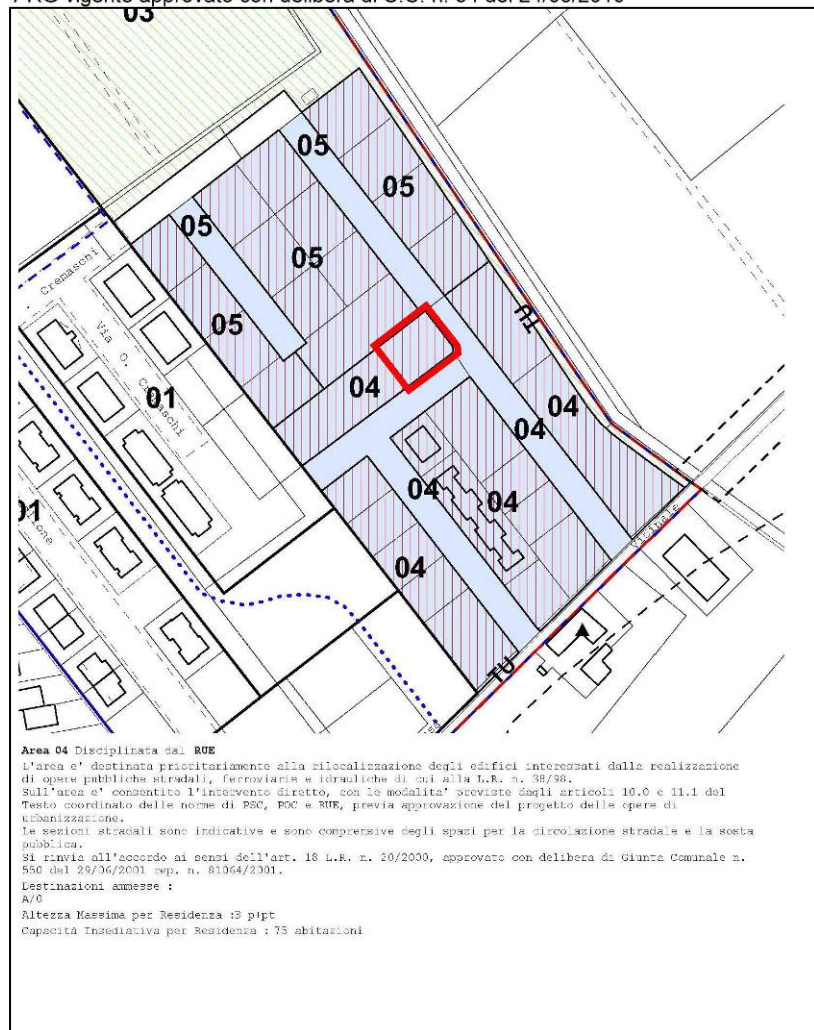 PRG vigente approvato con delibera di C.C. n.
03
05
05
05
05
05
TU
04
04
04
04
04
04
01
01
Cremaschi
Via O. Cremaschi
one
Vicinale
TU
Area 04 Disciplinata dal RUE
L'area e' destinata prioritariamente alla rilocalizzazione degli edifici interessati dalla realizzazione
di opere pubbliche stradali, ferroviarie e idrauliche di cui alla L.R. n. 38/98.
Sull'area e' consentito l'intervento diretto, con le modalita' previste dagli articoli 10.0 e 11.1 del
Testo coordinato delle norme di PSC, POC e RUE, previa approvazione del progetto delle opere di
urbanizzazione.
Le sezioni stradali sono indicative e sono comprensive degli spazi per la circolazione stradale e la sosta
pubblica.
Si rinvia all'accordo ai sensi dell'art. 18 L.R. n. 20/2000, approvato con delibera di Giunta Comunale n.
550 del 29/06/2001 rep. n. 81064/2001.
Destinazioni ammesse :
A/0
Altezza Massima per Residenza :3 p+pt
Capacità Insediativa per Residenza : 75 abitazioni